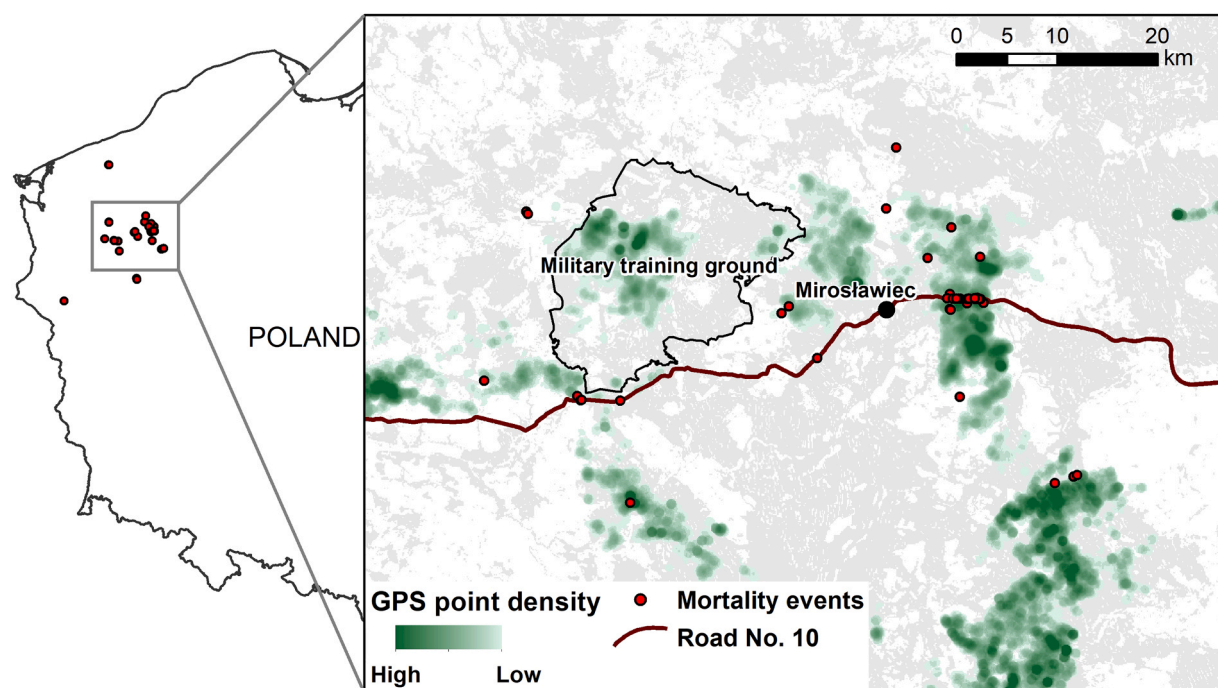 0 10 20
km
Military training ground
Mirosławiec
POLAND
GPS point density
Mortality events
Road No. 10
High Low